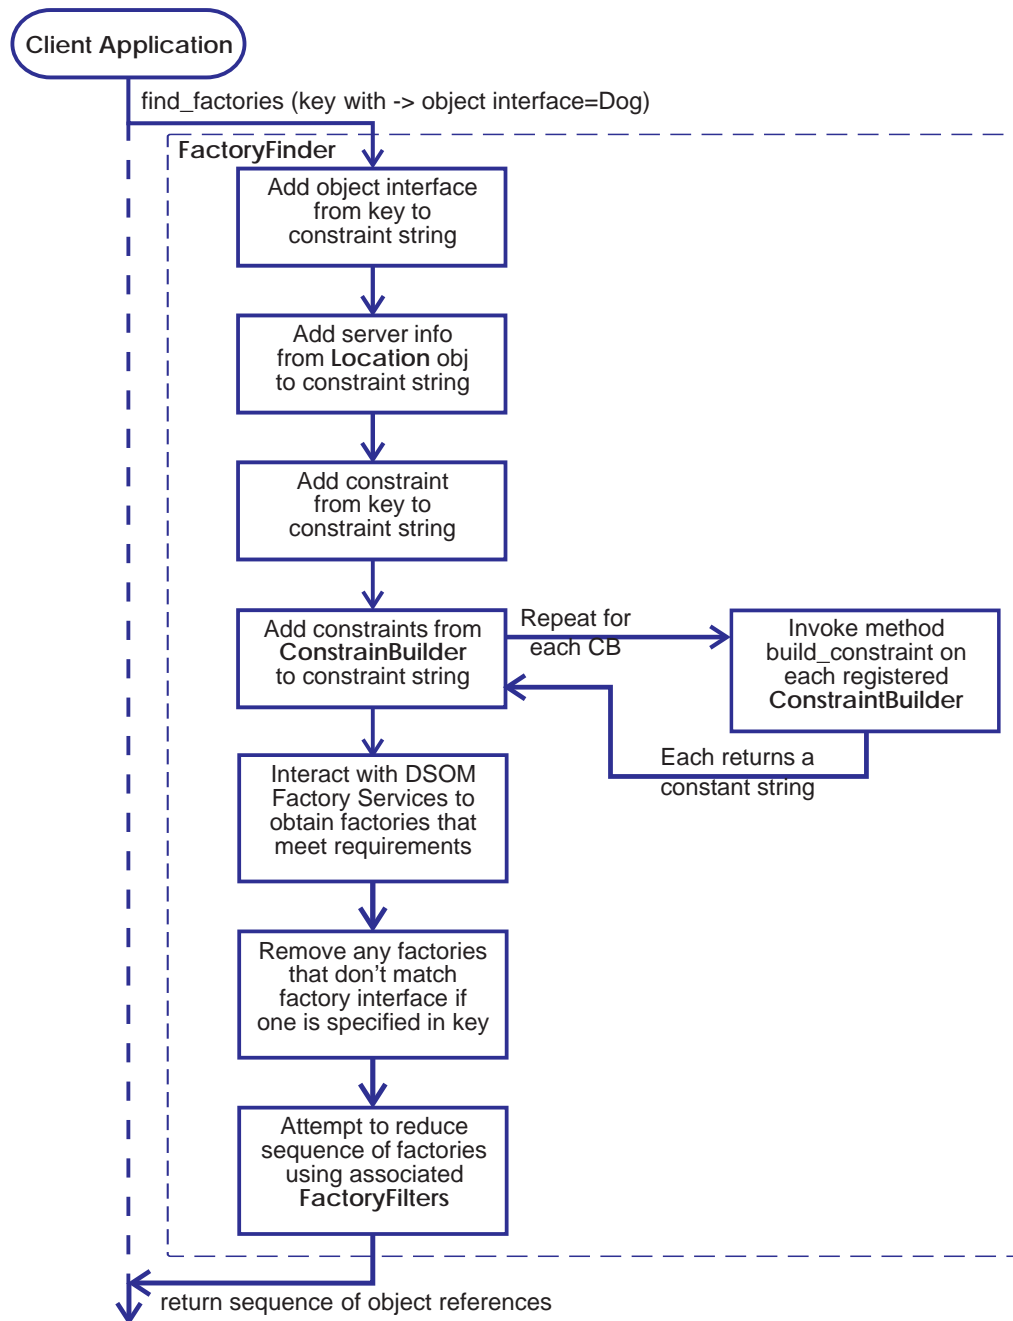 Client Application
find_factories (key with -> object interface=Dog)
FactoryFinder
Add object interface
from key to
constraint string
Add server info
from Location obj
to constraint string
Add constraint
from key to
constraint string
Add constraints from
ConstrainBuilder
to constraint string
Repeat for
each CB
Invoke method
build_constraint on
each registered
ConstraintBuilder
Each returns a
constant string
Interact with DSOM
Factory Services to
obtain factories that
meet requirements
Remove any factories
that don't match
factory interface if
one is specified in key
Attempt to reduce
sequence of factories
using associated
FactoryFilters
return sequence of object references